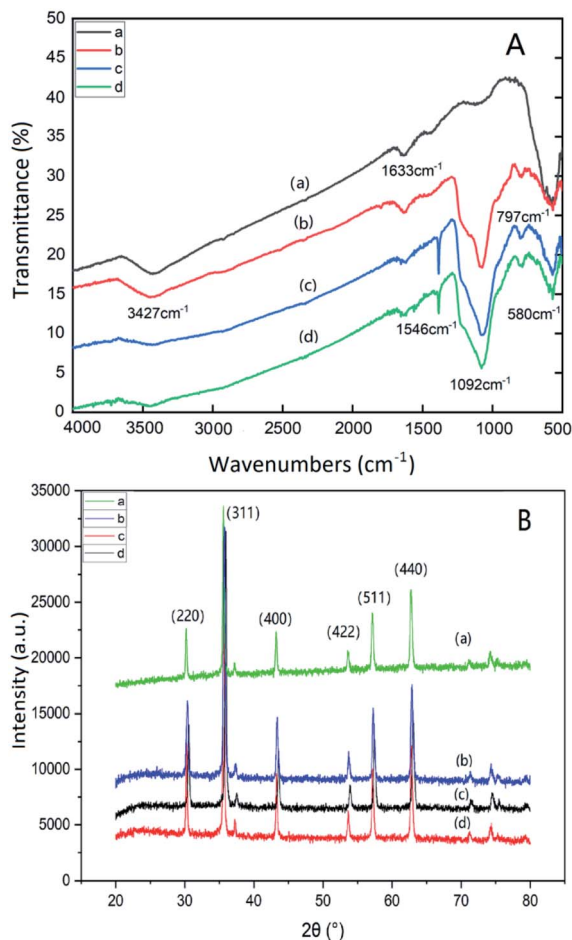 A
a
b
c
d
50
45
40
35
30
25
20
15
10
5
0
Transmittance (%)
(a)
(b)
(c)
(d)
1633cm-1
797cm-1
3427cm-1
1546cm-1
580cm-1
1092cm-1
4000 3500 3000 2500 2000 1500 1000 500
Wavenumbers (cm-1)
B
a
b
c
d
35000
30000
25000
20000
15000
10000
5000
0
Intensity (a.u.)
(220)
(311)
(400)
(422)
(511)
(440)
(a)
(b)
(c)
(d)
20 30 40 50 60 70 80
2θ (°)